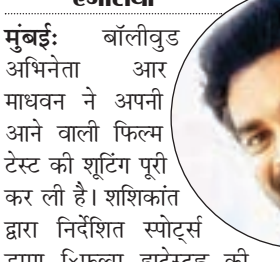 मुंबईः बॉलीवुड
अभिनेता आर
माधवन ने अपनी
आने वाली फिल्म
टेस्ट की शूटिंग पूरी
कर ली है। शशिकांत
द्वारा निर्देशित स्पोर्ट्स
की